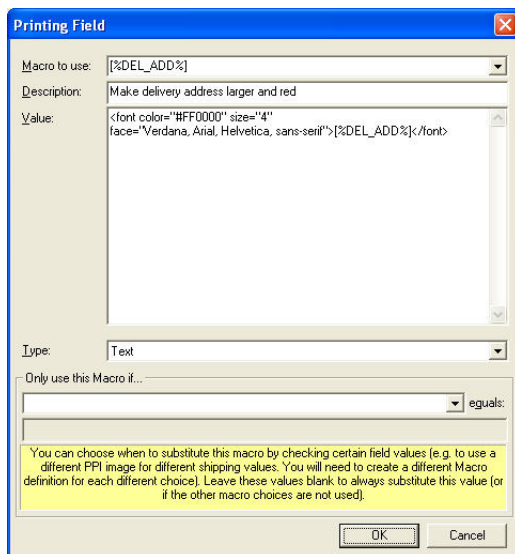 Printing Field
Macro to use: [%DEL_ADD%]
Description: Make delivery address larger and red
Value: <font color="#FF0000" size="4"
face="Verdana, Arial, Helvetica, sans-serif">[%DEL_ADD%]</font>
Type: Text
Only use this Macro if...
equals:
You can choose when to substitute this macro by checking certain field values (e.g. to use a
different PPI image for different shipping values. You will need to create a different Macro
definition for each different choice). Leave these values blank to always substitute this value (or
if the other macro choices are not used).
OK Cancel